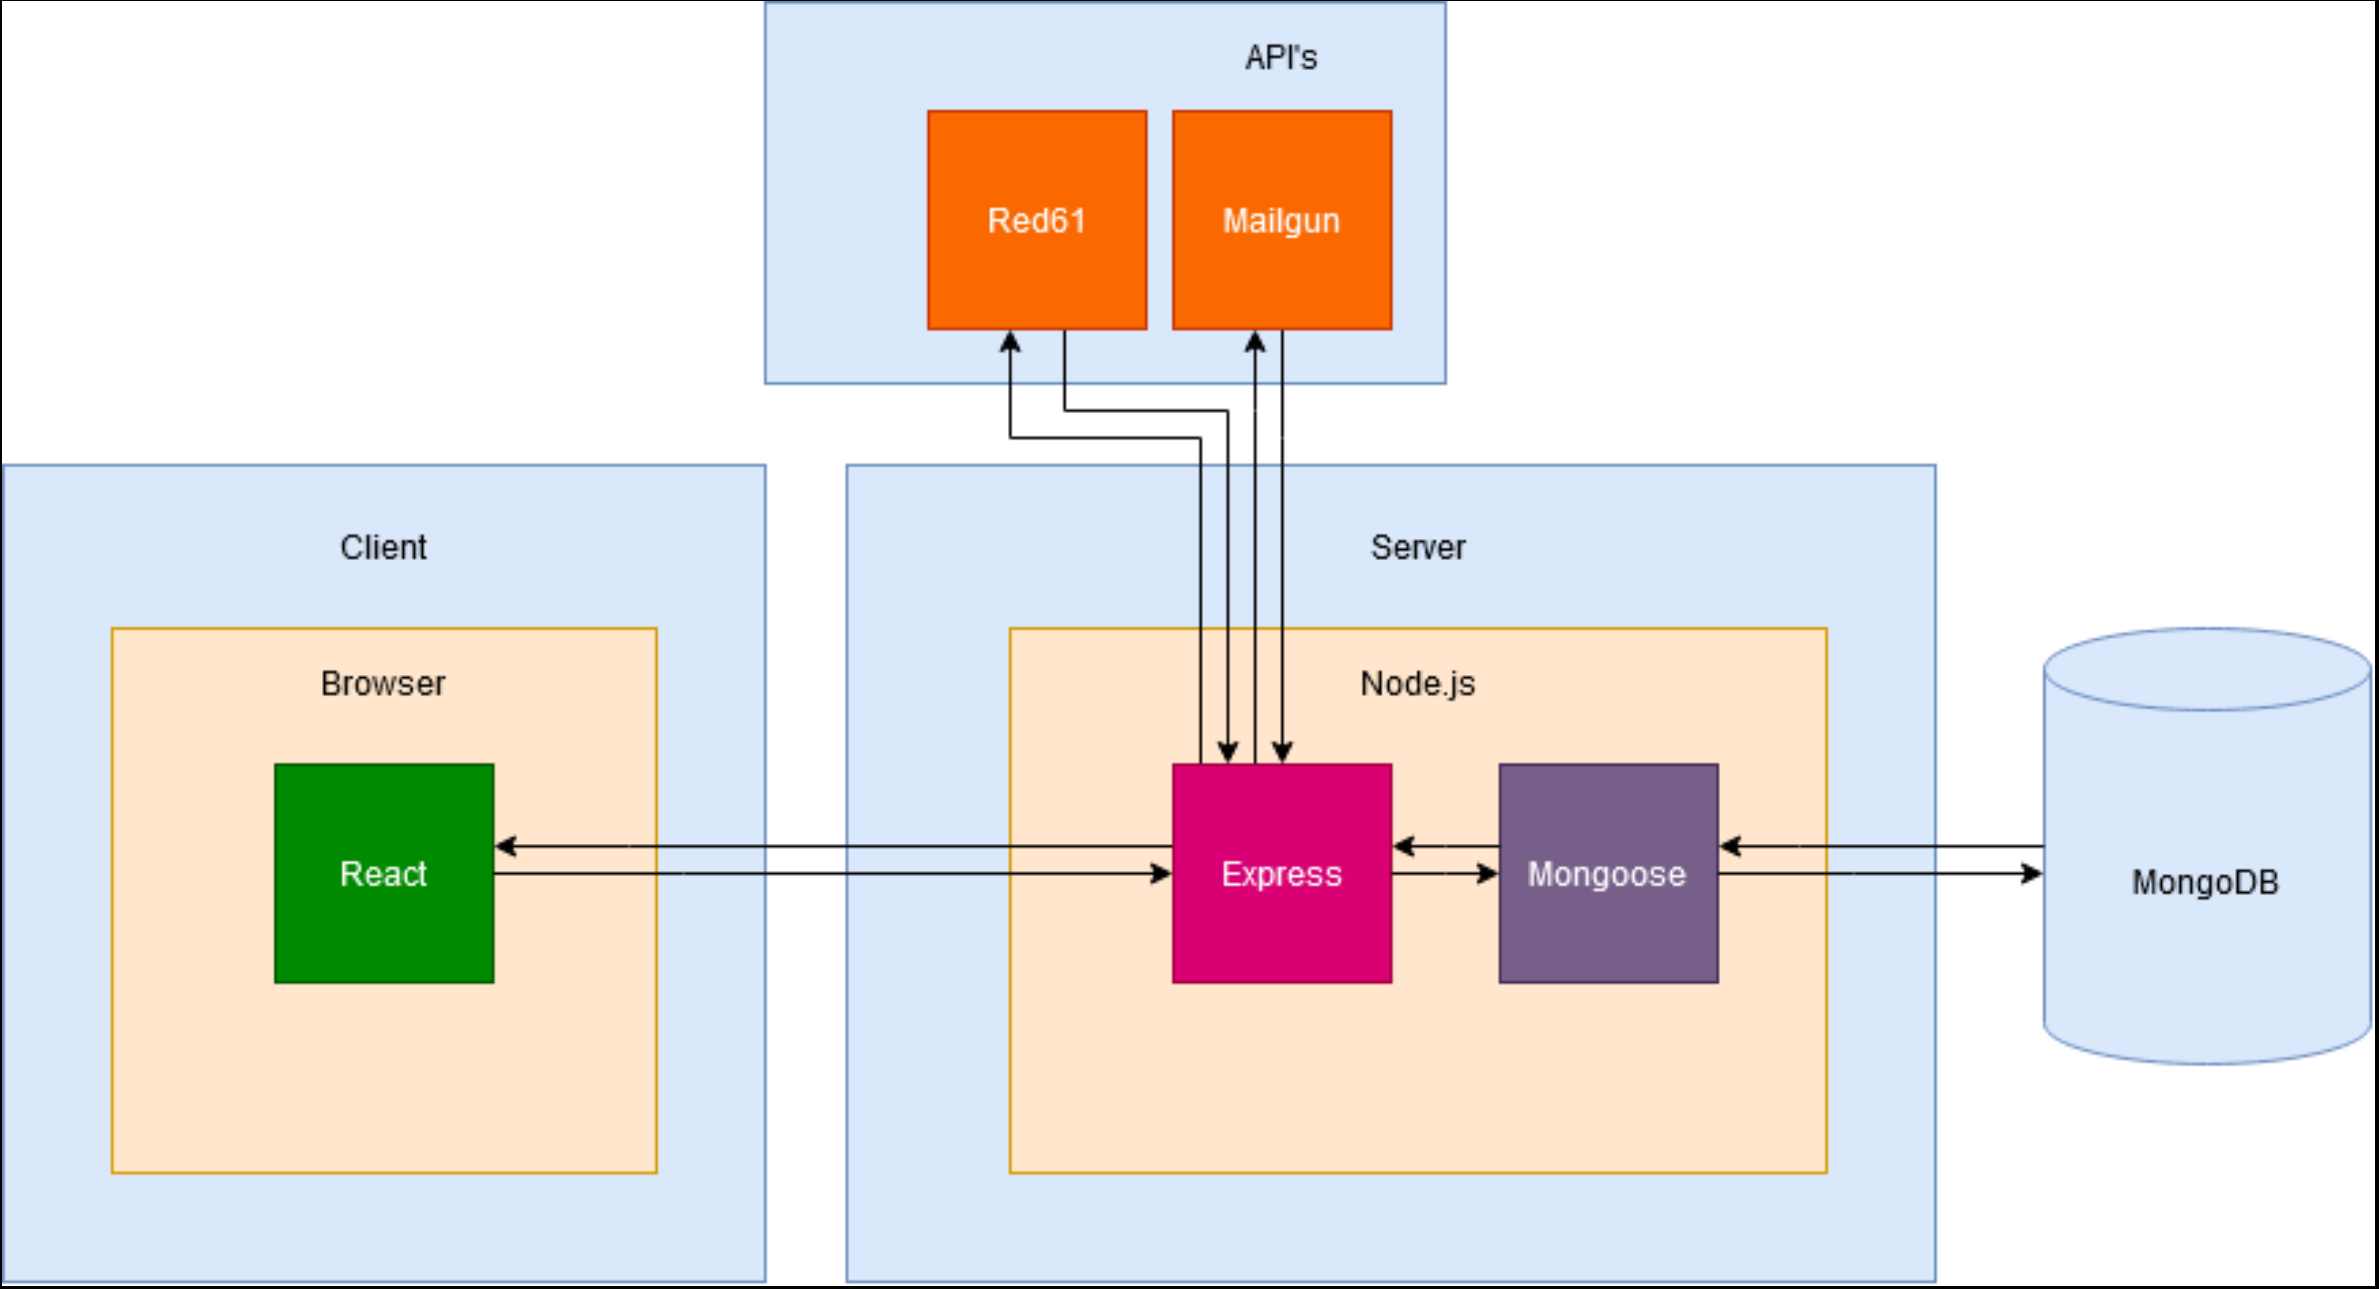 API's
Red61
Mailgun
Client
Server
Browser
Node.js
React
Express
Mongoose
MongoDB